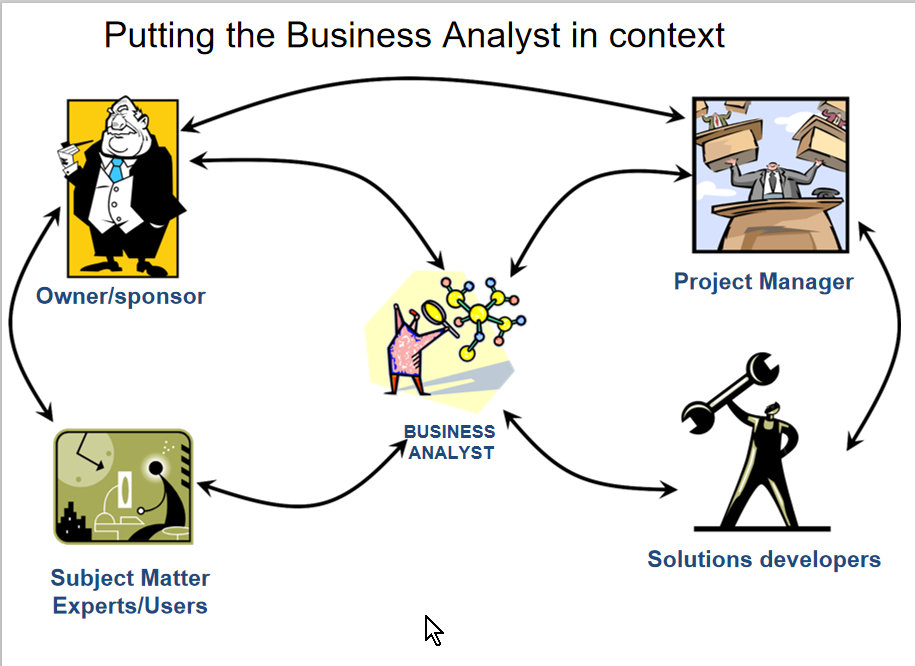 Putting the Business Analyst in context
Owner/sponsor
Project Manager
BUSINESS
ANALYST
Solutions developers
Subject Matter
Experts/Users